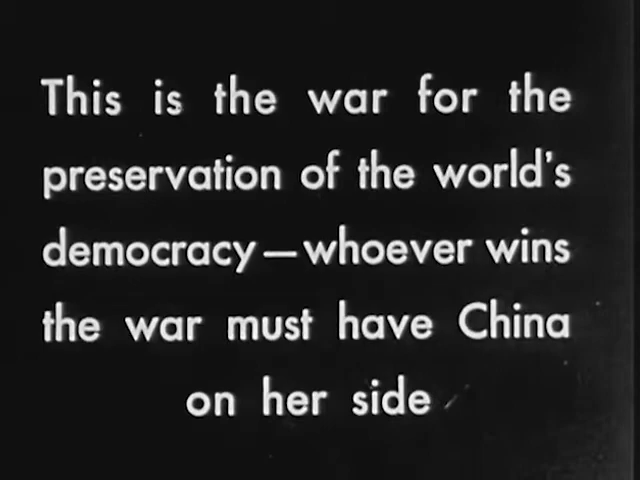 This is the war for the
preservation of the world's
democracy—whoever wins
the war must have China
on her side